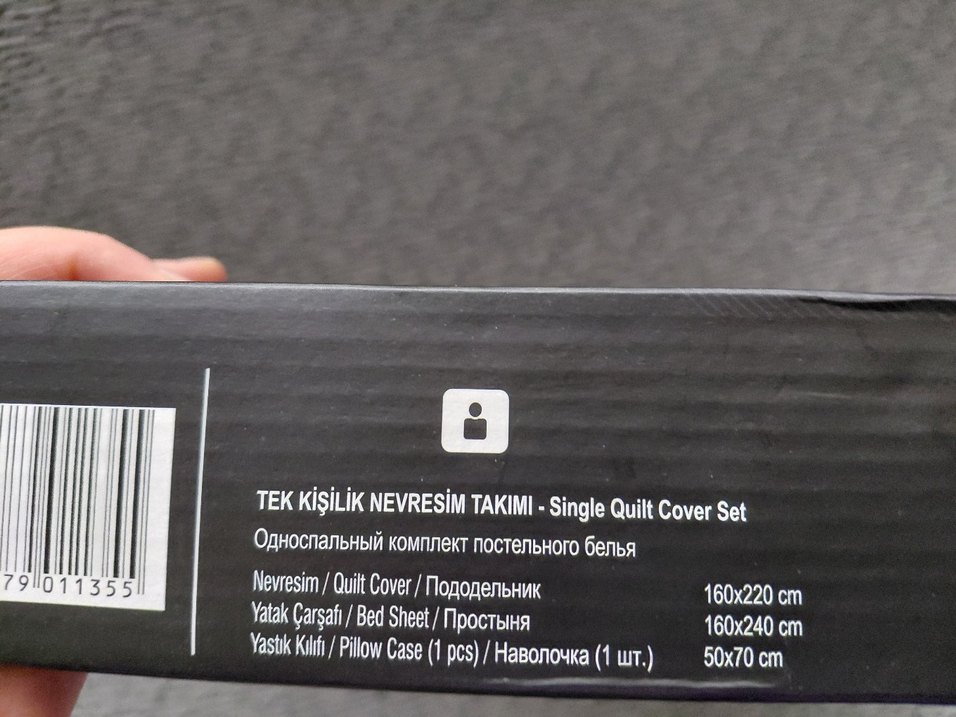 79 011355
TEK KİŞİLİK NEVRESİM TAKIMI - Single Quilt Cover Set
Односпальный комплект постельного белья
Nevresim / Quilt Cover / Пододельник 160x220 cm
Yatak Çarşafı / Bed Sheet / Простыня 160x240 cm
Yastık Kılıfı / Pillow Case (1 pcs) / Наволочка (1 шт.) 50x70 cm